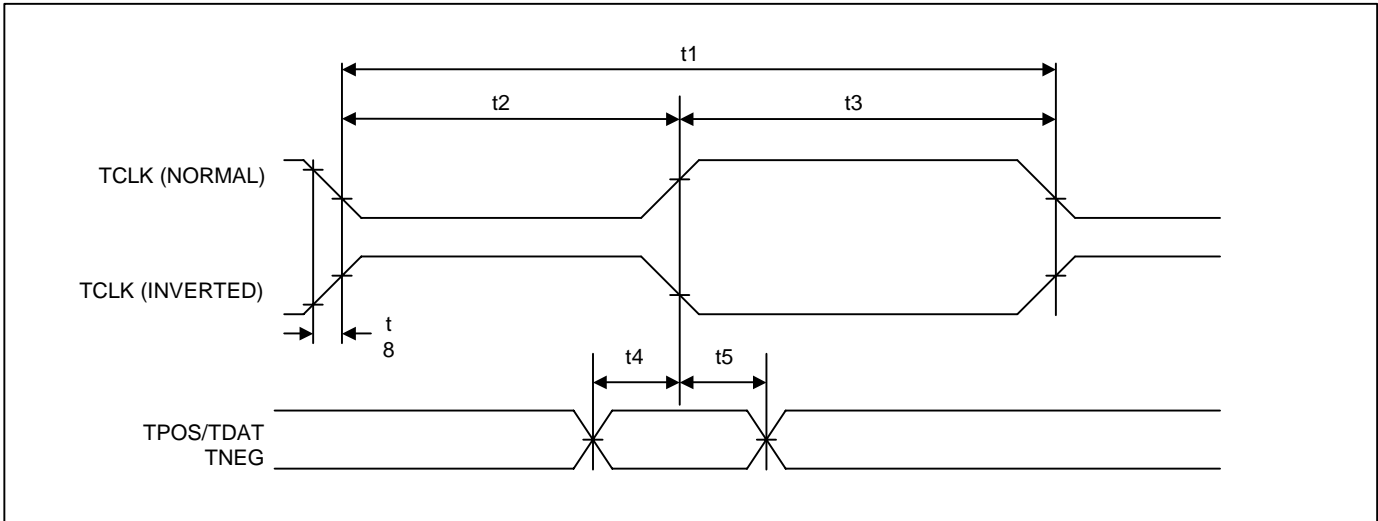 t1
t2
t3
TCLK (NORMAL)
TCLK (INVERTED)
t
8
t4
t5
TPOS/TDAT
TNEG